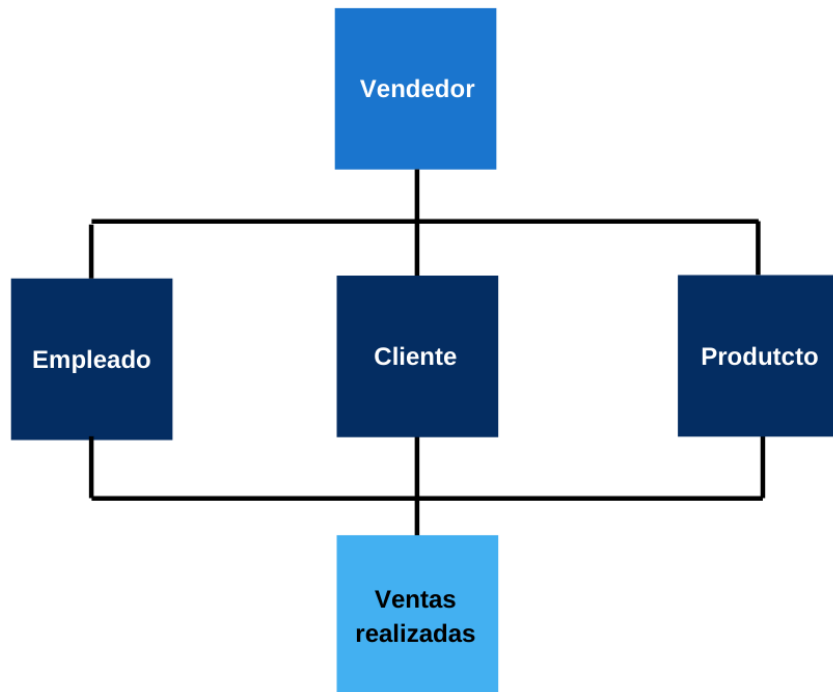 Vendedor
Empleado
Cliente
Produtcto
Ventas
realizadas